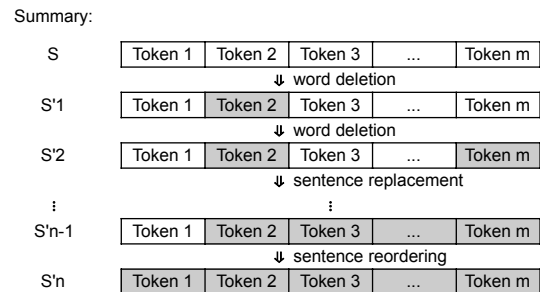 Summary:
S Token 1 Token 2 Token 3 ... Token m
⇓ word deletion
S'1 Token 1 Token 2 Token 3 ... Token m
⇓ word deletion
S'2 Token 1 Token 2 Token 3 ... Token m
⇓ sentence replacement
⋮ ⋮
S'n-1 Token 1 Token 2 Token 3 ... Token m
⇓ sentence reordering
S'n Token 1 Token 2 Token 3 ... Token m